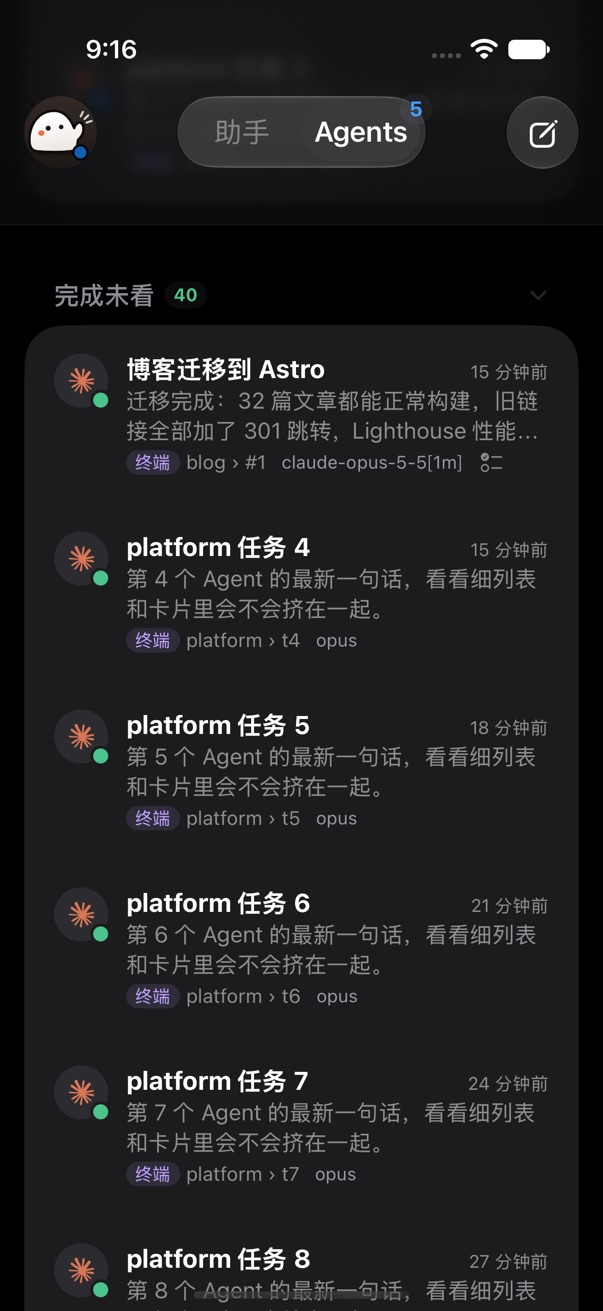 9:16
助手
Agents
5
完成未看 40
博客迁移到 Astro
15 分钟前
迁移完成：32 篇文章都能正常构建，旧链
接全部加了 301 跳转，Lighthouse 性能…
终端 blog › #1 claude-opus-5-5[1m]
platform 任务 4
15 分钟前
第 4 个 Agent 的最新一句话，看看细列表
和卡片里会不会挤在一起。
终端 platform › t4 opus
platform 任务 5
18 分钟前
第 5 个 Agent 的最新一句话，看看细列表
和卡片里会不会挤在一起。
终端 platform › t5 opus
platform 任务 6
21 分钟前
第 6 个 Agent 的最新一句话，看看细列表
和卡片里会不会挤在一起。
终端 platform › t6 opus
platform 任务 7
24 分钟前
第 7 个 Agent 的最新一句话，看看细列表
和卡片里会不会挤在一起。
终端 platform › t7 opus
platform 任务 8
27 分钟前
第 8 个 Agent 的最新一句话，看看细列表